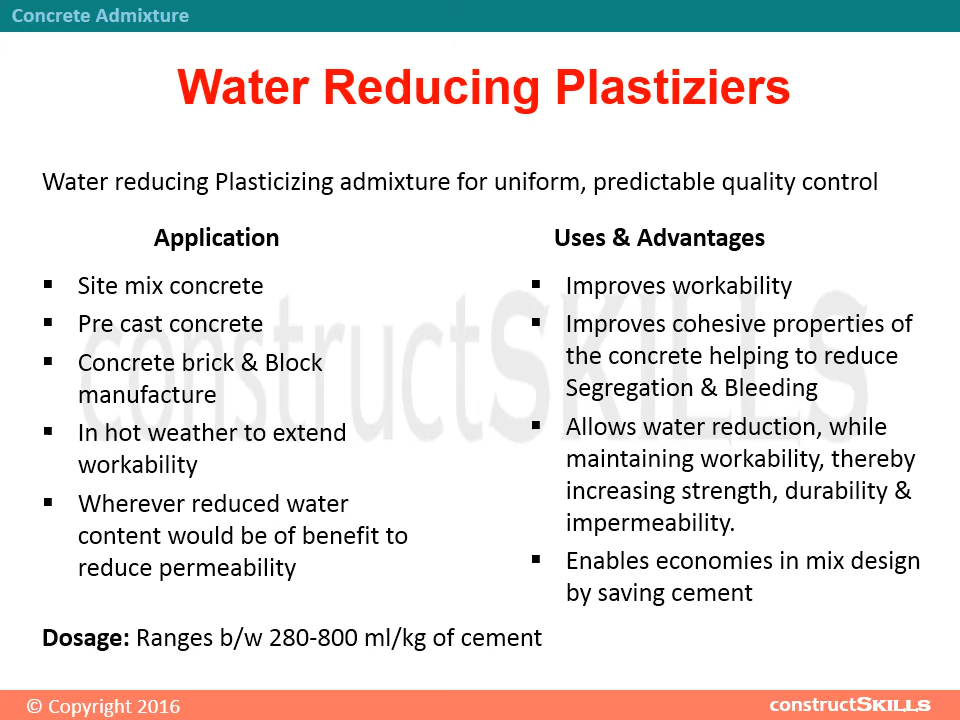 Concrete Admixture
Water Reducing Plastiziers
Water reducing Plasticizing admixture for uniform, predictable quality control
Application
▪ Site mix concrete
▪ Pre cast concrete
▪ Concrete brick & Block
manufacture
▪ In hot weather to extend
workability
▪ Wherever reduced water
content would be of benefit to
reduce permeability
Uses & Advantages
▪ Improves workability
▪ Improves cohesive properties of
the concrete helping to reduce
Segregation & Bleeding
▪ Allows water reduction, while
maintaining workability, thereby
increasing strength, durability &
impermeability.
▪ Enables economies in mix design
by saving cement
Dosage: Ranges b/w 280-800 ml/kg of cement
constructSKILLS
© Copyright 2016
constructSKILLS